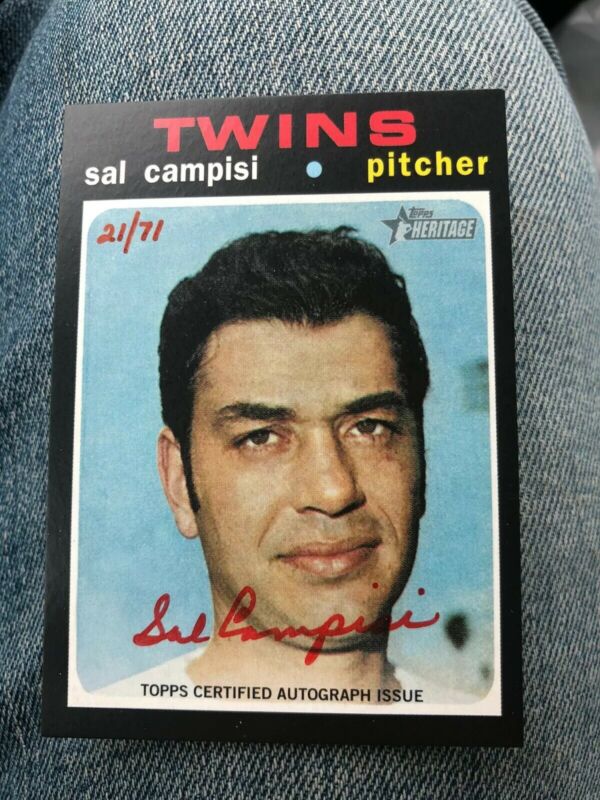 TWINS
sal campisi • pitcher
21/71
Topps
HERITAGE
Sal Campisi
TOPPS CERTIFIED AUTOGRAPH ISSUE